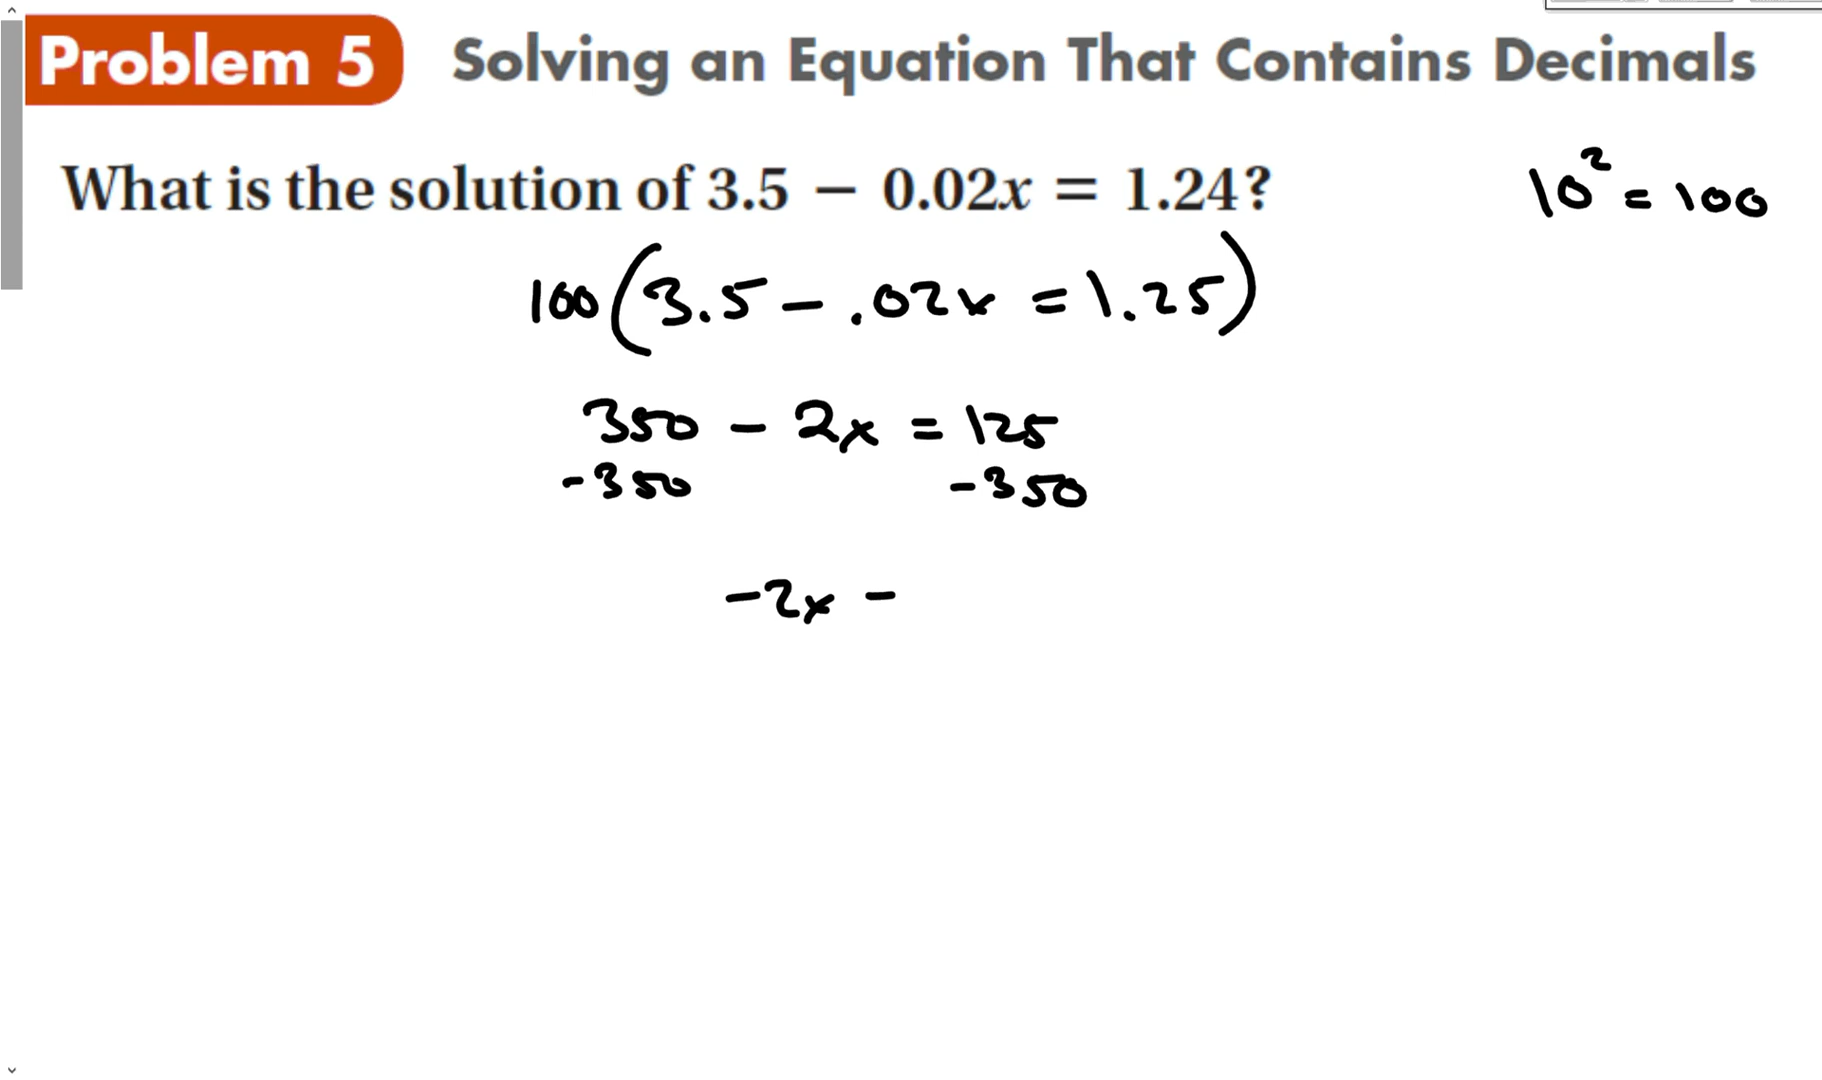 Problem 5 Solving an Equation That Contains Decimals
What is the solution of 3.5 − 0.02x = 1.24?
10² = 100
100(3.5 − .02x = 1.25)
350 − 2x = 125
-350 -350
-2x -